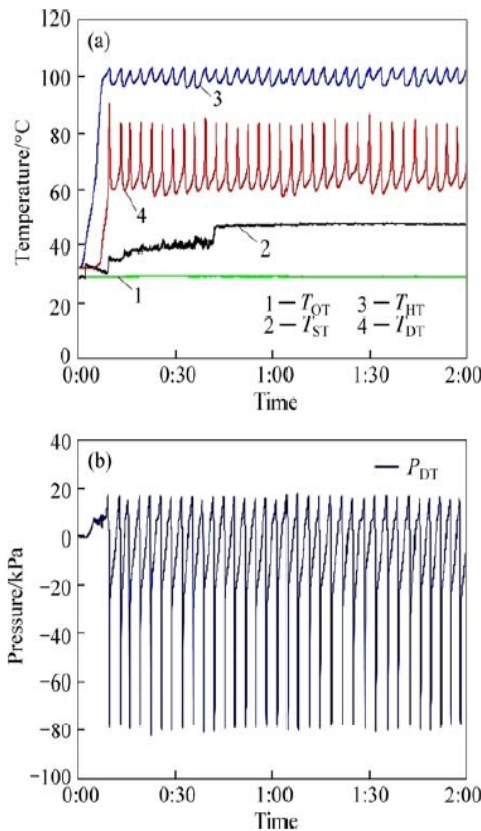 120
(a)
100
3
80
4
60
2
40
1
20
1 — T_OT 3 — T_HT
2 — T_ST 4 — T_DT
0
0:00 0:30 1:00 1:30 2:00
Temperature/°C
Time
40
(b)
— P_DT
20
0
−20
−40
−60
−80
−100
0:00 0:30 1:00 1:30 2:00
Pressure/kPa
Time